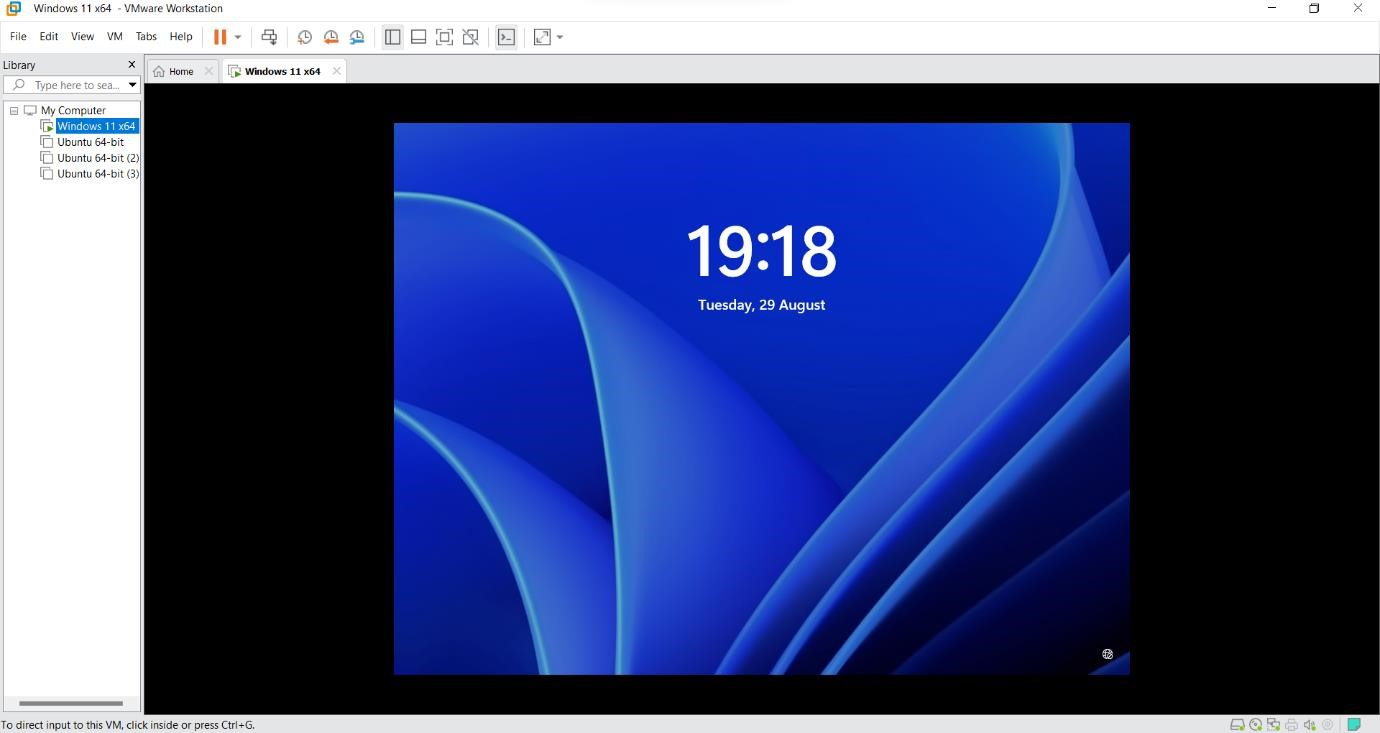 Windows 11 x64 - VMware Workstation
File Edit View VM Tabs Help
Library
Home
Windows 11 x64
Type here to sea...
My Computer
Windows 11 x64
Ubuntu 64-bit
Ubuntu 64-bit (2)
Ubuntu 64-bit (3)
19:18
Tuesday, 29 August
To direct input to this VM, click inside or press Ctrl+G.